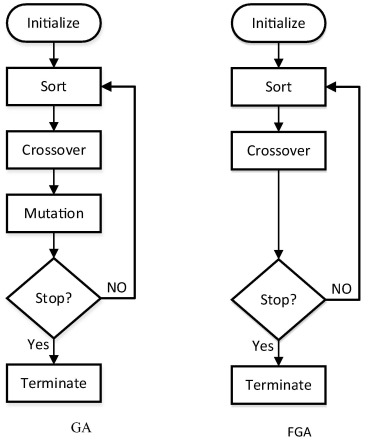 Initialize
Sort
Crossover
Mutation
Stop?
NO
Yes
Terminate
GA
Initialize
Sort
Crossover
Stop?
NO
Yes
Terminate
FGA